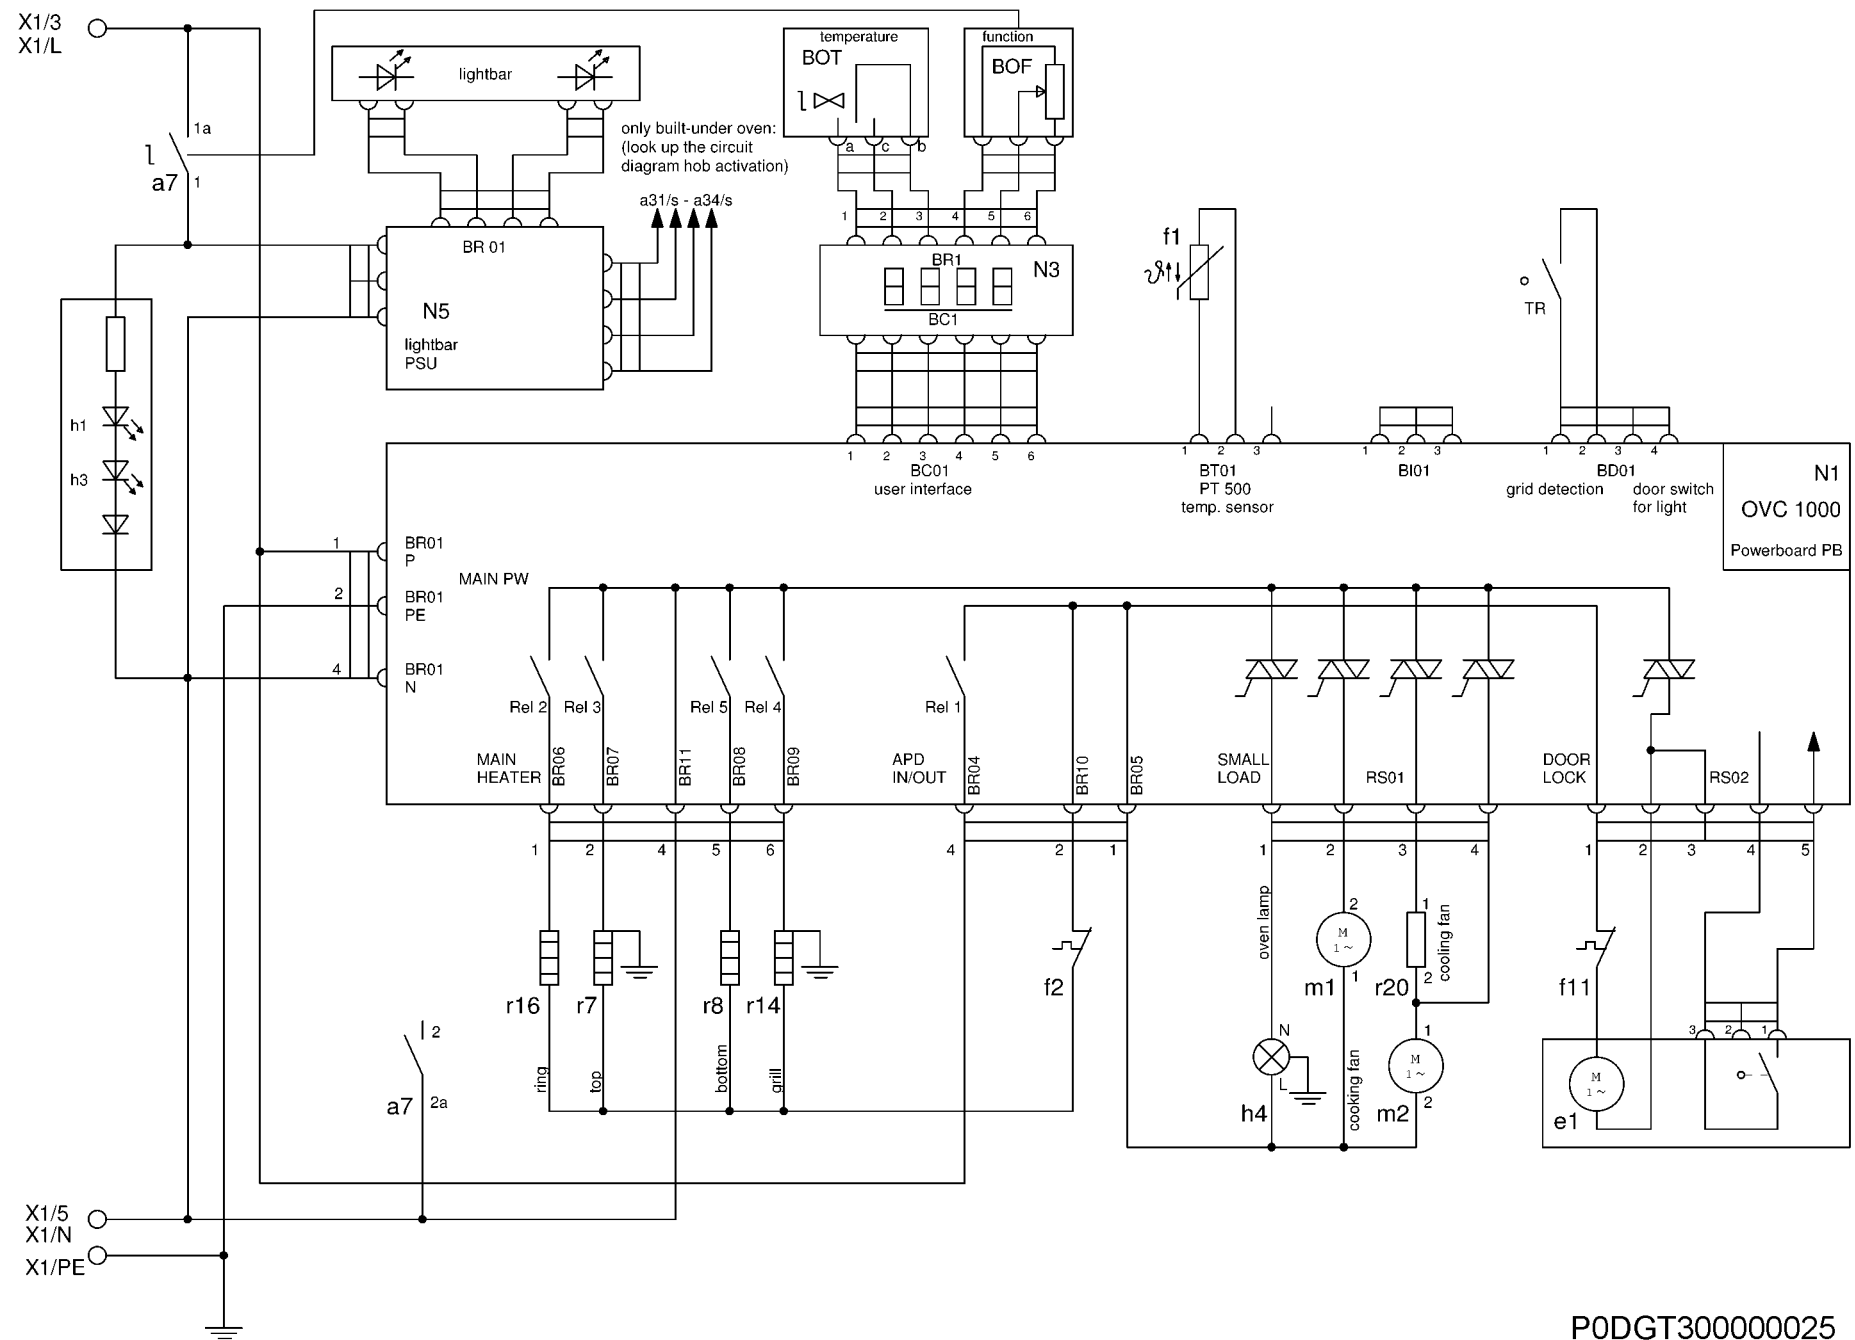 X1/3
X1/L
1a
l
a7
1
lightbar
only built-under oven:
(look up the circuit
diagram hob activation)
a31/s - a34/s
BR 01
N5
lightbar
PSU
temperature
BOT
l
a c b
function
BOF
1 2 3 4 5 6
BR1
N3
BC1
f1
TR
h1
h3
1 2 3 4 5 6
BC01
user interface
1 2 3
BT01
PT 500
temp. sensor
1 2 3
BI01
1 2 3 4
BD01
grid detection
door switch
for light
N1
OVC 1000
Powerboard PB
1
BR01
P
2
BR01
PE
4
BR01
N
MAIN PW
Rel 2
Rel 3
Rel 5
Rel 4
Rel 1
MAIN
HEATER
BR06
BR07
BR11
BR08
BR09
APD
IN/OUT
BR04
BR10
BR05
SMALL
LOAD
RS01
DOOR
LOCK
RS02
1 2 4 5 6
4 2 1
1 2 3 4
1 2 3 4 5
r16
r7
r8
r14
ring
top
bottom
grill
f2
oven lamp
N
L
h4
2
M
1~
1
m1
cooking fan
1
2
r20
cooling fan
1
M
1~
2
m2
f11
3 2 1
M
1~
e1
2
a7
2a
X1/5
X1/N
X1/PE
P0DGT300000025